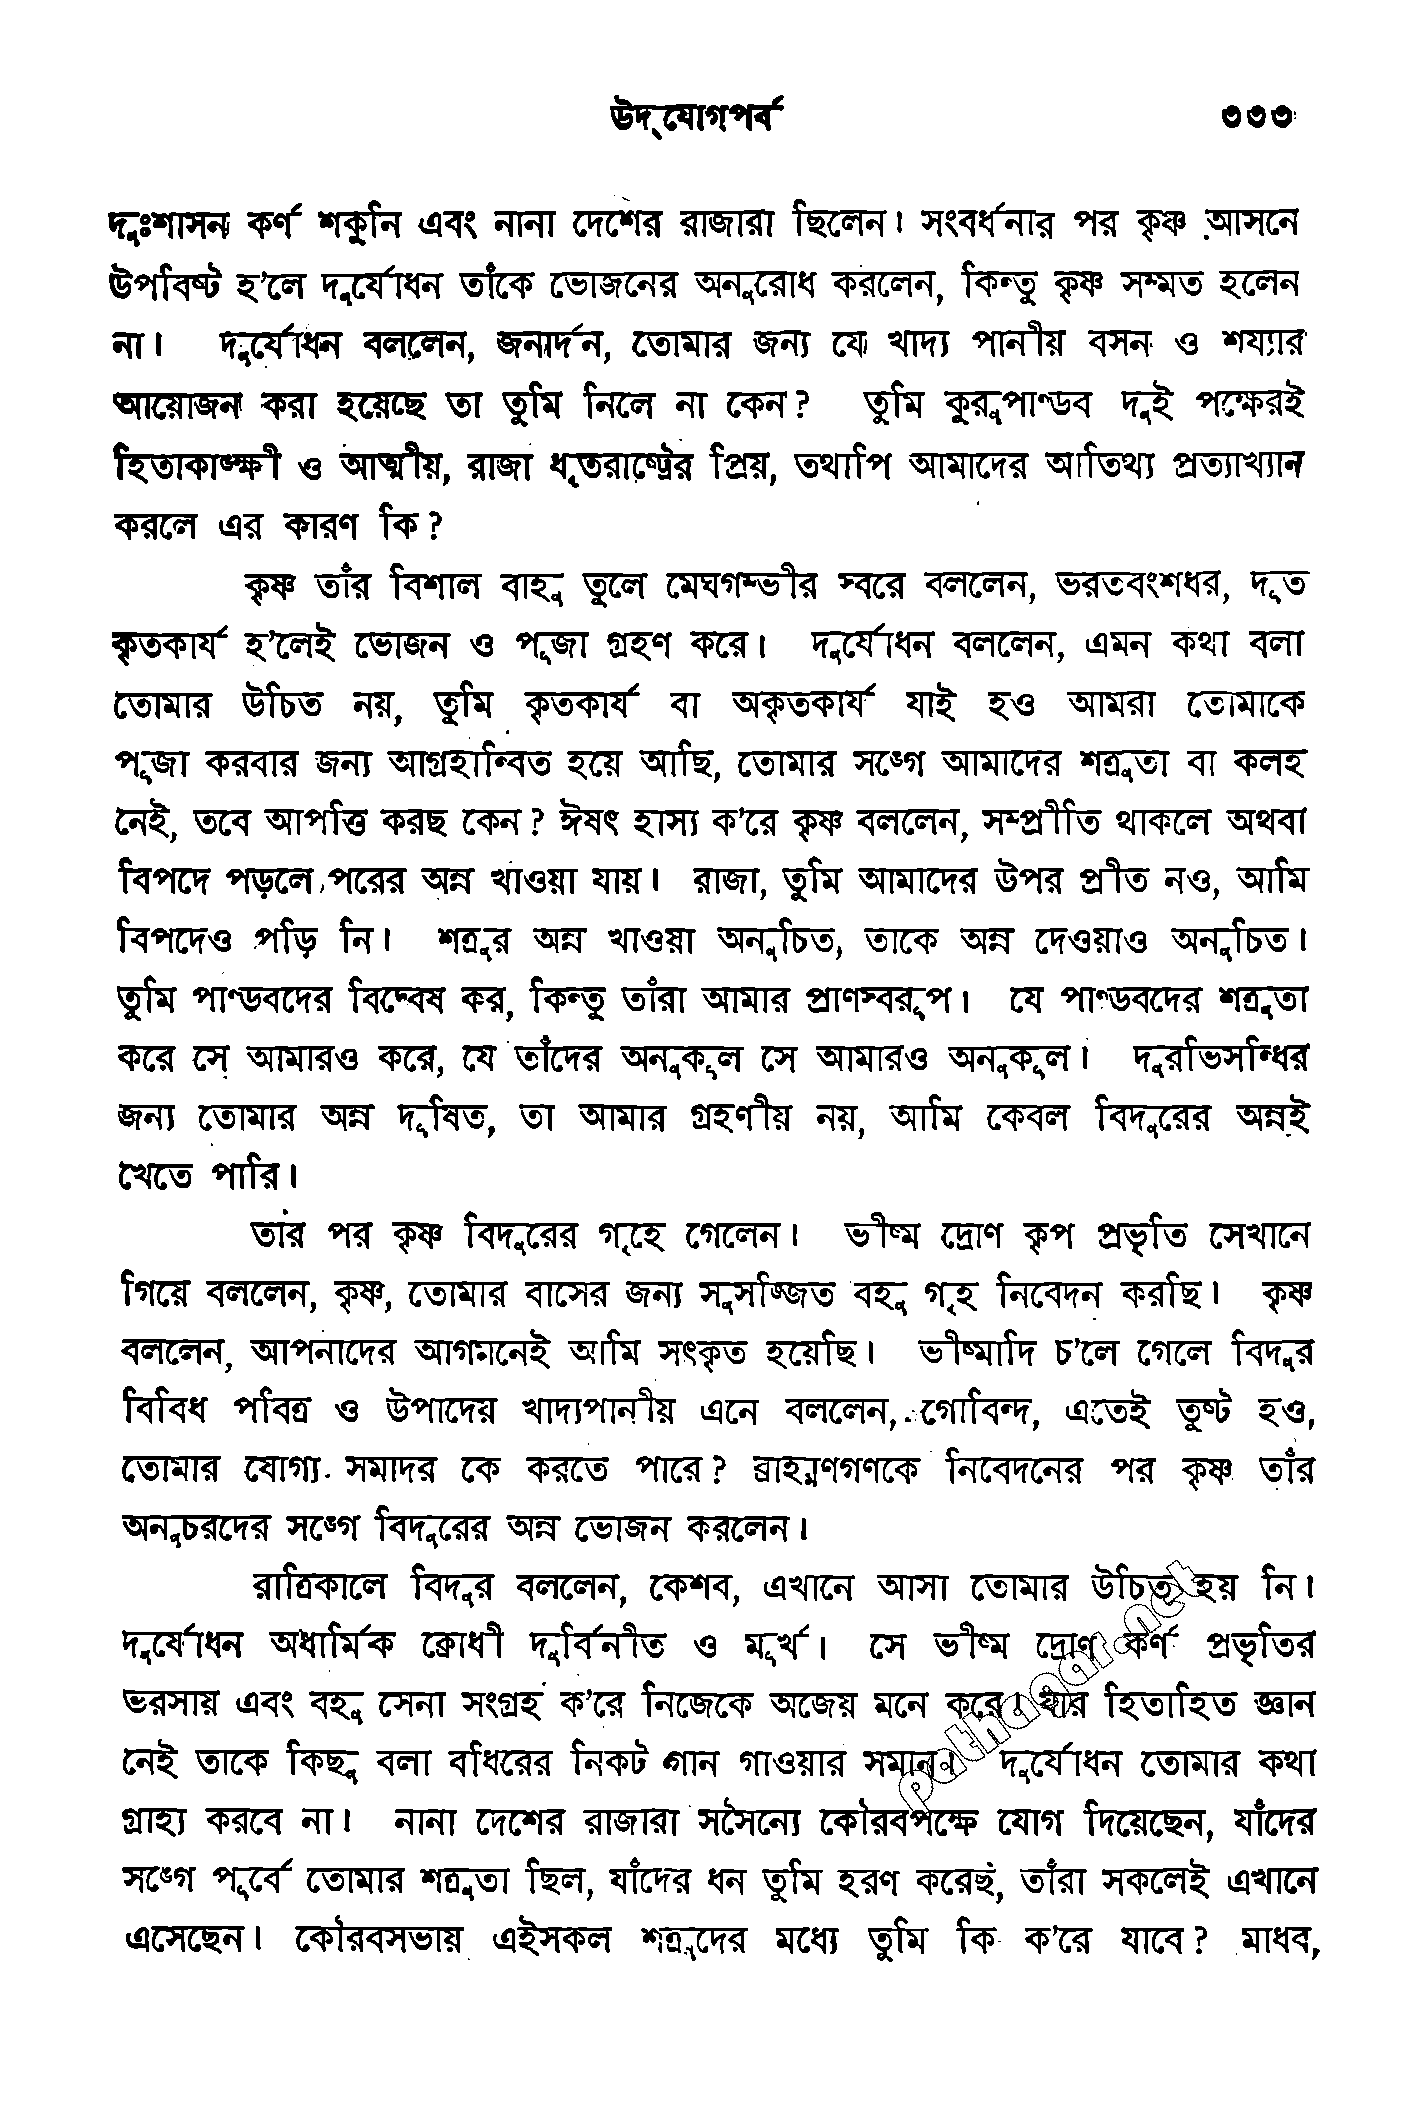 উদ্‌যোগপর্ব ৩৩৩
দুঃশাসন কর্ণ শকুনি এবং নানা দেশের রাজারা ছিলেন। সংবর্ধনার পর কৃষ্ণ আসনে
উপবিষ্ট হ’লে দুর্যোধন তাঁকে ভোজনের অনুরোধ করলেন, কিন্তু কৃষ্ণ সম্মত হলেন
না। দুর্যোধন বললেন, জনার্দন, তোমার জন্য যে খাদ্য পানীয় বসন ও শয্যার
আয়োজন করা হয়েছে তা তুমি নিলে না কেন? তুমি কুরুপাণ্ডব দুই পক্ষেরই
হিতাকাঙ্ক্ষী ও আত্মীয়, রাজা ধৃতরাষ্ট্রের প্রিয়, তথাপি আমাদের আতিথ্য প্রত্যাখ্যান
করলে এর কারণ কি?
কৃষ্ণ তাঁর বিশাল বাহু তুলে মেঘগম্ভীর স্বরে বললেন, ভরতবংশধর, দূত
কৃতকার্য হ’লেই ভোজন ও পূজা গ্রহণ করে। দুর্যোধন বললেন, এমন কথা বলা
তোমার উচিত নয়, তুমি কৃতকার্য বা অকৃতকার্য যাই হও আমরা তোমাকে
পূজা করবার জন্য আগ্রহান্বিত হয়ে আছি, তোমার সঙ্গে আমাদের শত্রুতা বা কলহ
নেই, তবে আপত্তি করছ কেন? ঈষৎ হাস্য ক’রে কৃষ্ণ বললেন, সম্প্রীতি থাকলে অথবা
বিপদে পড়লে পরের অন্ন খাওয়া যায়। রাজা, তুমি আমাদের উপর প্রীত নও, আমি
বিপদেও পড়ি নি। শত্রুর অন্ন খাওয়া অনুচিত, তাকে অন্ন দেওয়াও অনুচিত।
তুমি পাণ্ডবদের বিদ্বেষ কর, কিন্তু তাঁরা আমার প্রাণস্বরূপ। যে পাণ্ডবদের শত্রুতা
করে সে আমারও করে, যে তাঁদের অনুকূল সে আমারও অনুকূল। দুরভিসন্ধির
জন্য তোমার অন্ন দূষিত, তা আমার গ্রহণীয় নয়, আমি কেবল বিদুরের অন্নই
খেতে পারি।
তার পর কৃষ্ণ বিদুরের গৃহে গেলেন। ভীষ্ম দ্রোণ কৃপ প্রভৃতি সেখানে
গিয়ে বললেন, কৃষ্ণ, তোমার বাসের জন্য সুসজ্জিত বহু গৃহ নিবেদন করছি। কৃষ্ণ
বললেন, আপনাদের আগমনেই আমি সৎকৃত হয়েছি। ভীষ্মাদি চ’লে গেলে বিদুর
বিবিধ পবিত্র ও উপাদেয় খাদ্যপানীয় এনে বললেন, গোবিন্দ, এতেই তুষ্ট হও,
তোমার যোগ্য সমাদর কে করতে পারে? ব্রাহ্মণগণকে নিবেদনের পর কৃষ্ণ তাঁর
অনুচরদের সঙ্গে বিদুরের অন্ন ভোজন করলেন।
রাত্রিকালে বিদুর বললেন, কেশব, এখানে আসা তোমার উচিত হয় নি।
দুর্যোধন অধার্মিক ক্রোধী দুর্বিনীত ও মূর্খ। সে ভীষ্ম দ্রোণ কর্ণ প্রভৃতির
ভরসায় এবং বহু সেনা সংগ্রহ ক’রে নিজেকে অজেয় মনে করে। যার হিতাহিত জ্ঞান
নেই তাকে কিছু বলা বধিরের নিকট গান গাওয়ার সমান। দুর্যোধন তোমার কথা
গ্রাহ্য করবে না। নানা দেশের রাজারা সসৈন্যে কৌরবপক্ষে যোগ দিয়েছেন, যাঁদের
সঙ্গে পূর্বে তোমার শত্রুতা ছিল, যাঁদের ধন তুমি হরণ করেছ, তাঁরা সকলেই এখানে
এসেছেন। কৌরবসভায় এইসকল শত্রুদের মধ্যে তুমি কি ক’রে যাবে? মাধব,
pathagar.net